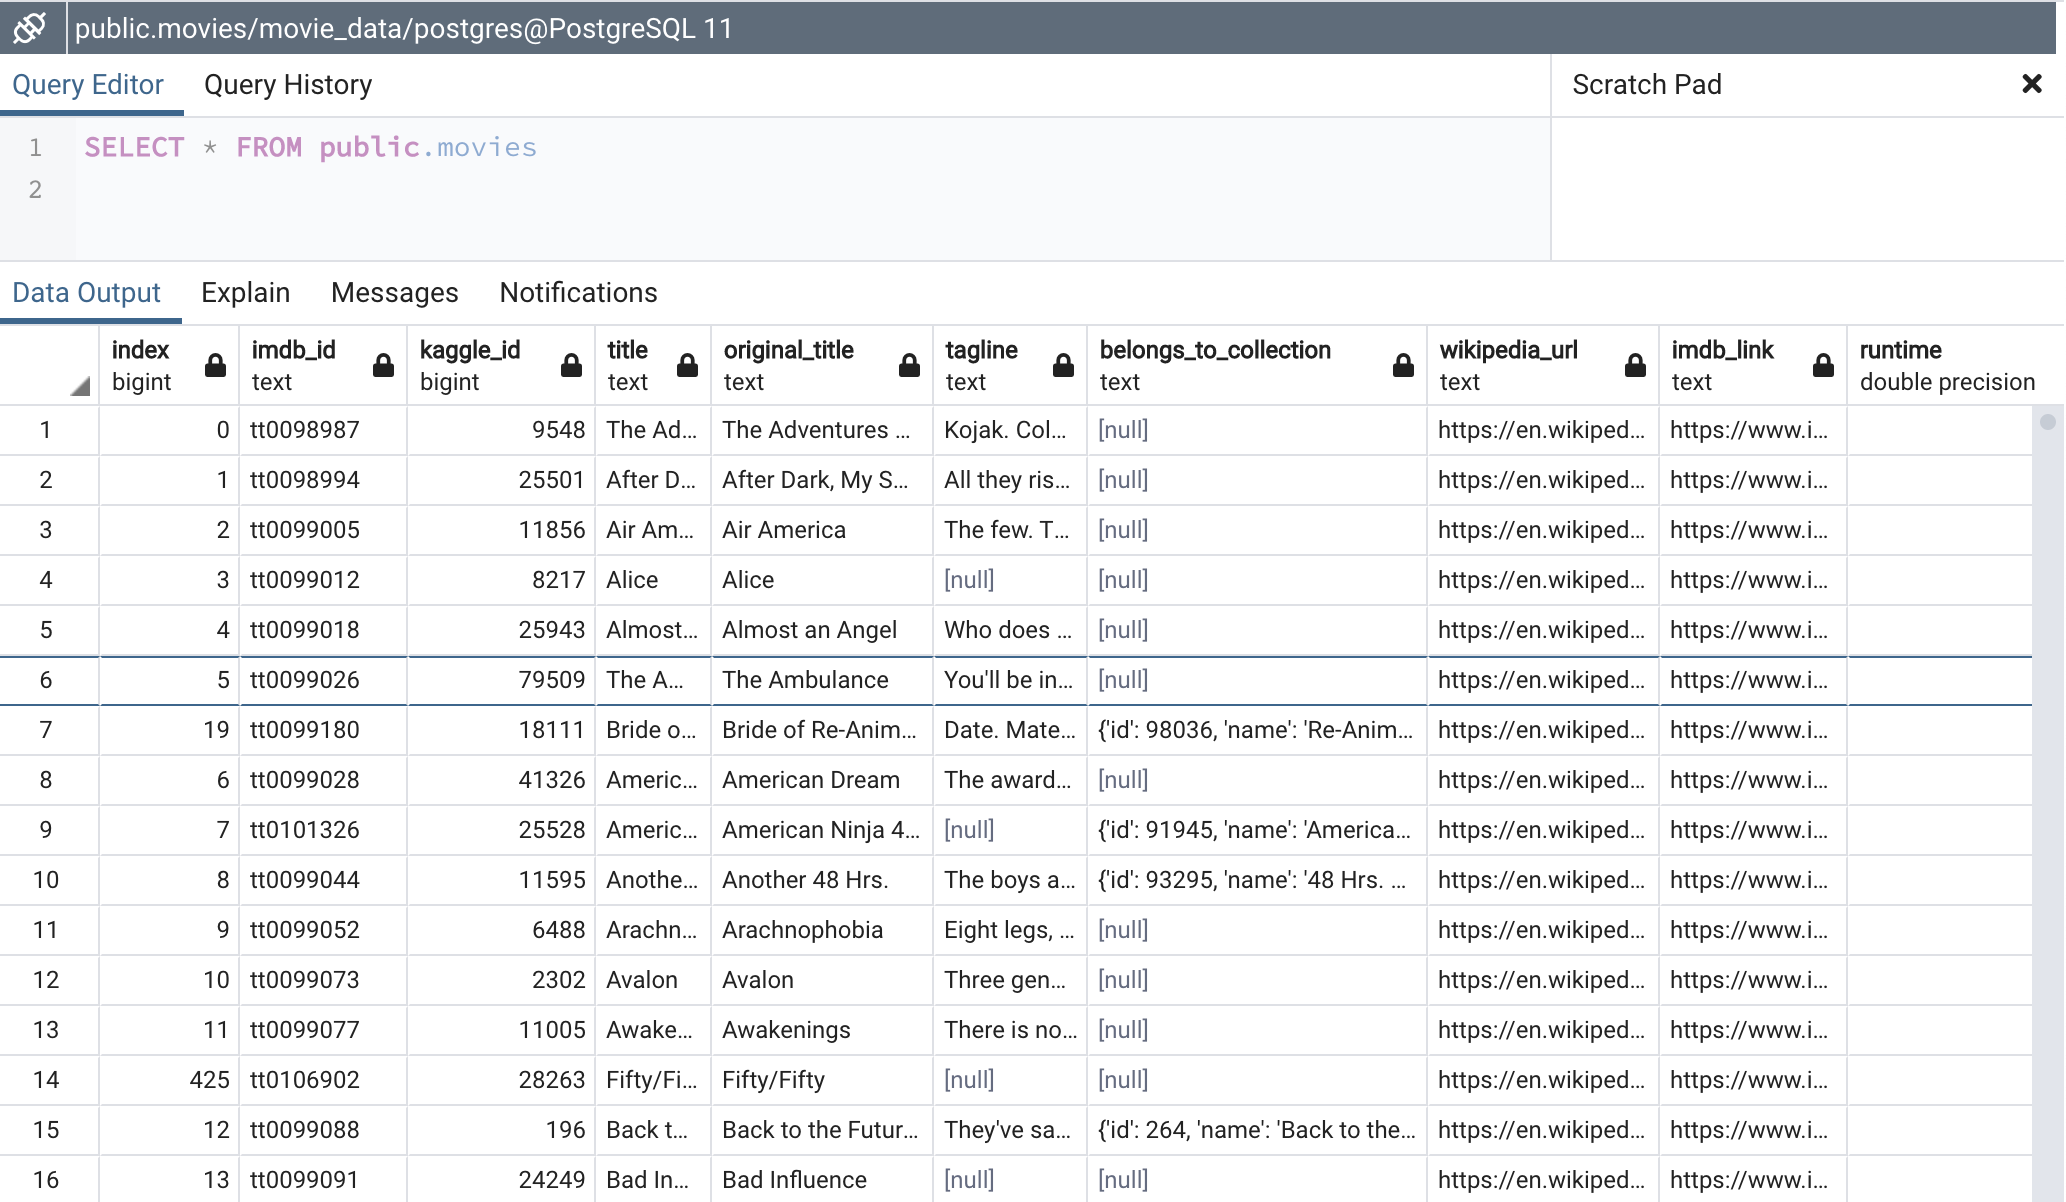 public.movies/movie_data/postgres@PostgreSQL 11
Query Editor Query History Scratch Pad
1 SELECT * FROM public.movies
2
Data Output Explain Messages Notifications
index imdb_id kaggle_id title original_title tagline belongs_to_collection wikipedia_url imdb_link runtime
bigint text bigint text text text text text text double precision
1 0 tt0098987 9548 The Ad... The Adventures ... Kojak. Col... [null] https://en.wikiped... https://www.i...
2 1 tt0098994 25501 After D... After Dark, My S... All they ris... [null] https://en.wikiped... https://www.i...
3 2 tt0099005 11856 Air Am... Air America The few. T... [null] https://en.wikiped... https://www.i...
4 3 tt0099012 8217 Alice Alice [null] [null] https://en.wikiped... https://www.i...
5 4 tt0099018 25943 Almost... Almost an Angel Who does ... [null] https://en.wikiped... https://www.i...
6 5 tt0099026 79509 The A... The Ambulance You'll be in... [null] https://en.wikiped... https://www.i...
7 19 tt0099180 18111 Bride o... Bride of Re-Anim... Date. Mate... {'id': 98036, 'name': 'Re-Anim... https://en.wikiped... https://www.i...
8 6 tt0099028 41326 Americ... American Dream The award... [null] https://en.wikiped... https://www.i...
9 7 tt0101326 25528 Americ... American Ninja 4... [null] {'id': 91945, 'name': 'America... https://en.wikiped... https://www.i...
10 8 tt0099044 11595 Anothe... Another 48 Hrs. The boys a... {'id': 93295, 'name': '48 Hrs. ... https://en.wikiped... https://www.i...
11 9 tt0099052 6488 Arachn... Arachnophobia Eight legs, ... [null] https://en.wikiped... https://www.i...
12 10 tt0099073 2302 Avalon Avalon Three gen... [null] https://en.wikiped... https://www.i...
13 11 tt0099077 11005 Awake... Awakenings There is no... [null] https://en.wikiped... https://www.i...
14 425 tt0106902 28263 Fifty/Fi... Fifty/Fifty [null] [null] https://en.wikiped... https://www.i...
15 12 tt0099088 196 Back t... Back to the Futur... They've sa... {'id': 264, 'name': 'Back to the... https://en.wikiped... https://www.i...
16 13 tt0099091 24249 Bad In... Bad Influence [null] [null] https://en.wikiped... https://www.i...